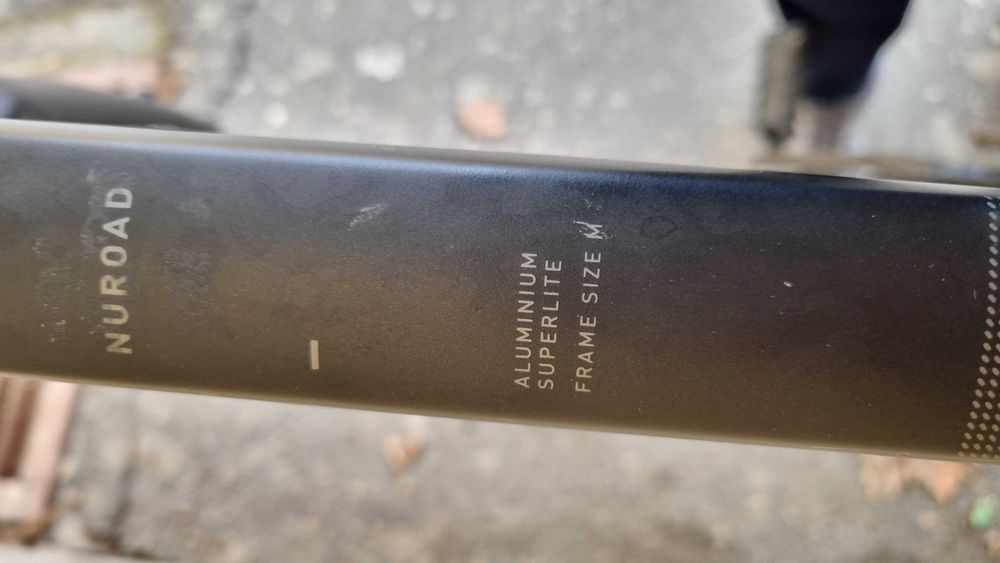 NUROAD
ALUMINIUM
SUPERLITE
FRAME SIZE M